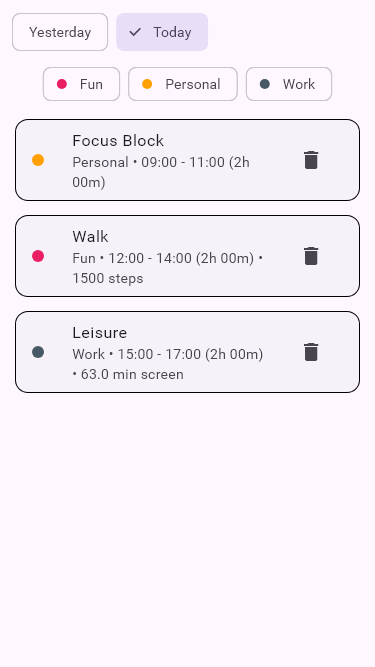 Yesterday
Today
Fun
Personal
Work
Focus Block
Personal • 09:00 - 11:00 (2h
00m)
Walk
Fun • 12:00 - 14:00 (2h 00m) •
1500 steps
Leisure
Work • 15:00 - 17:00 (2h 00m)
• 63.0 min screen